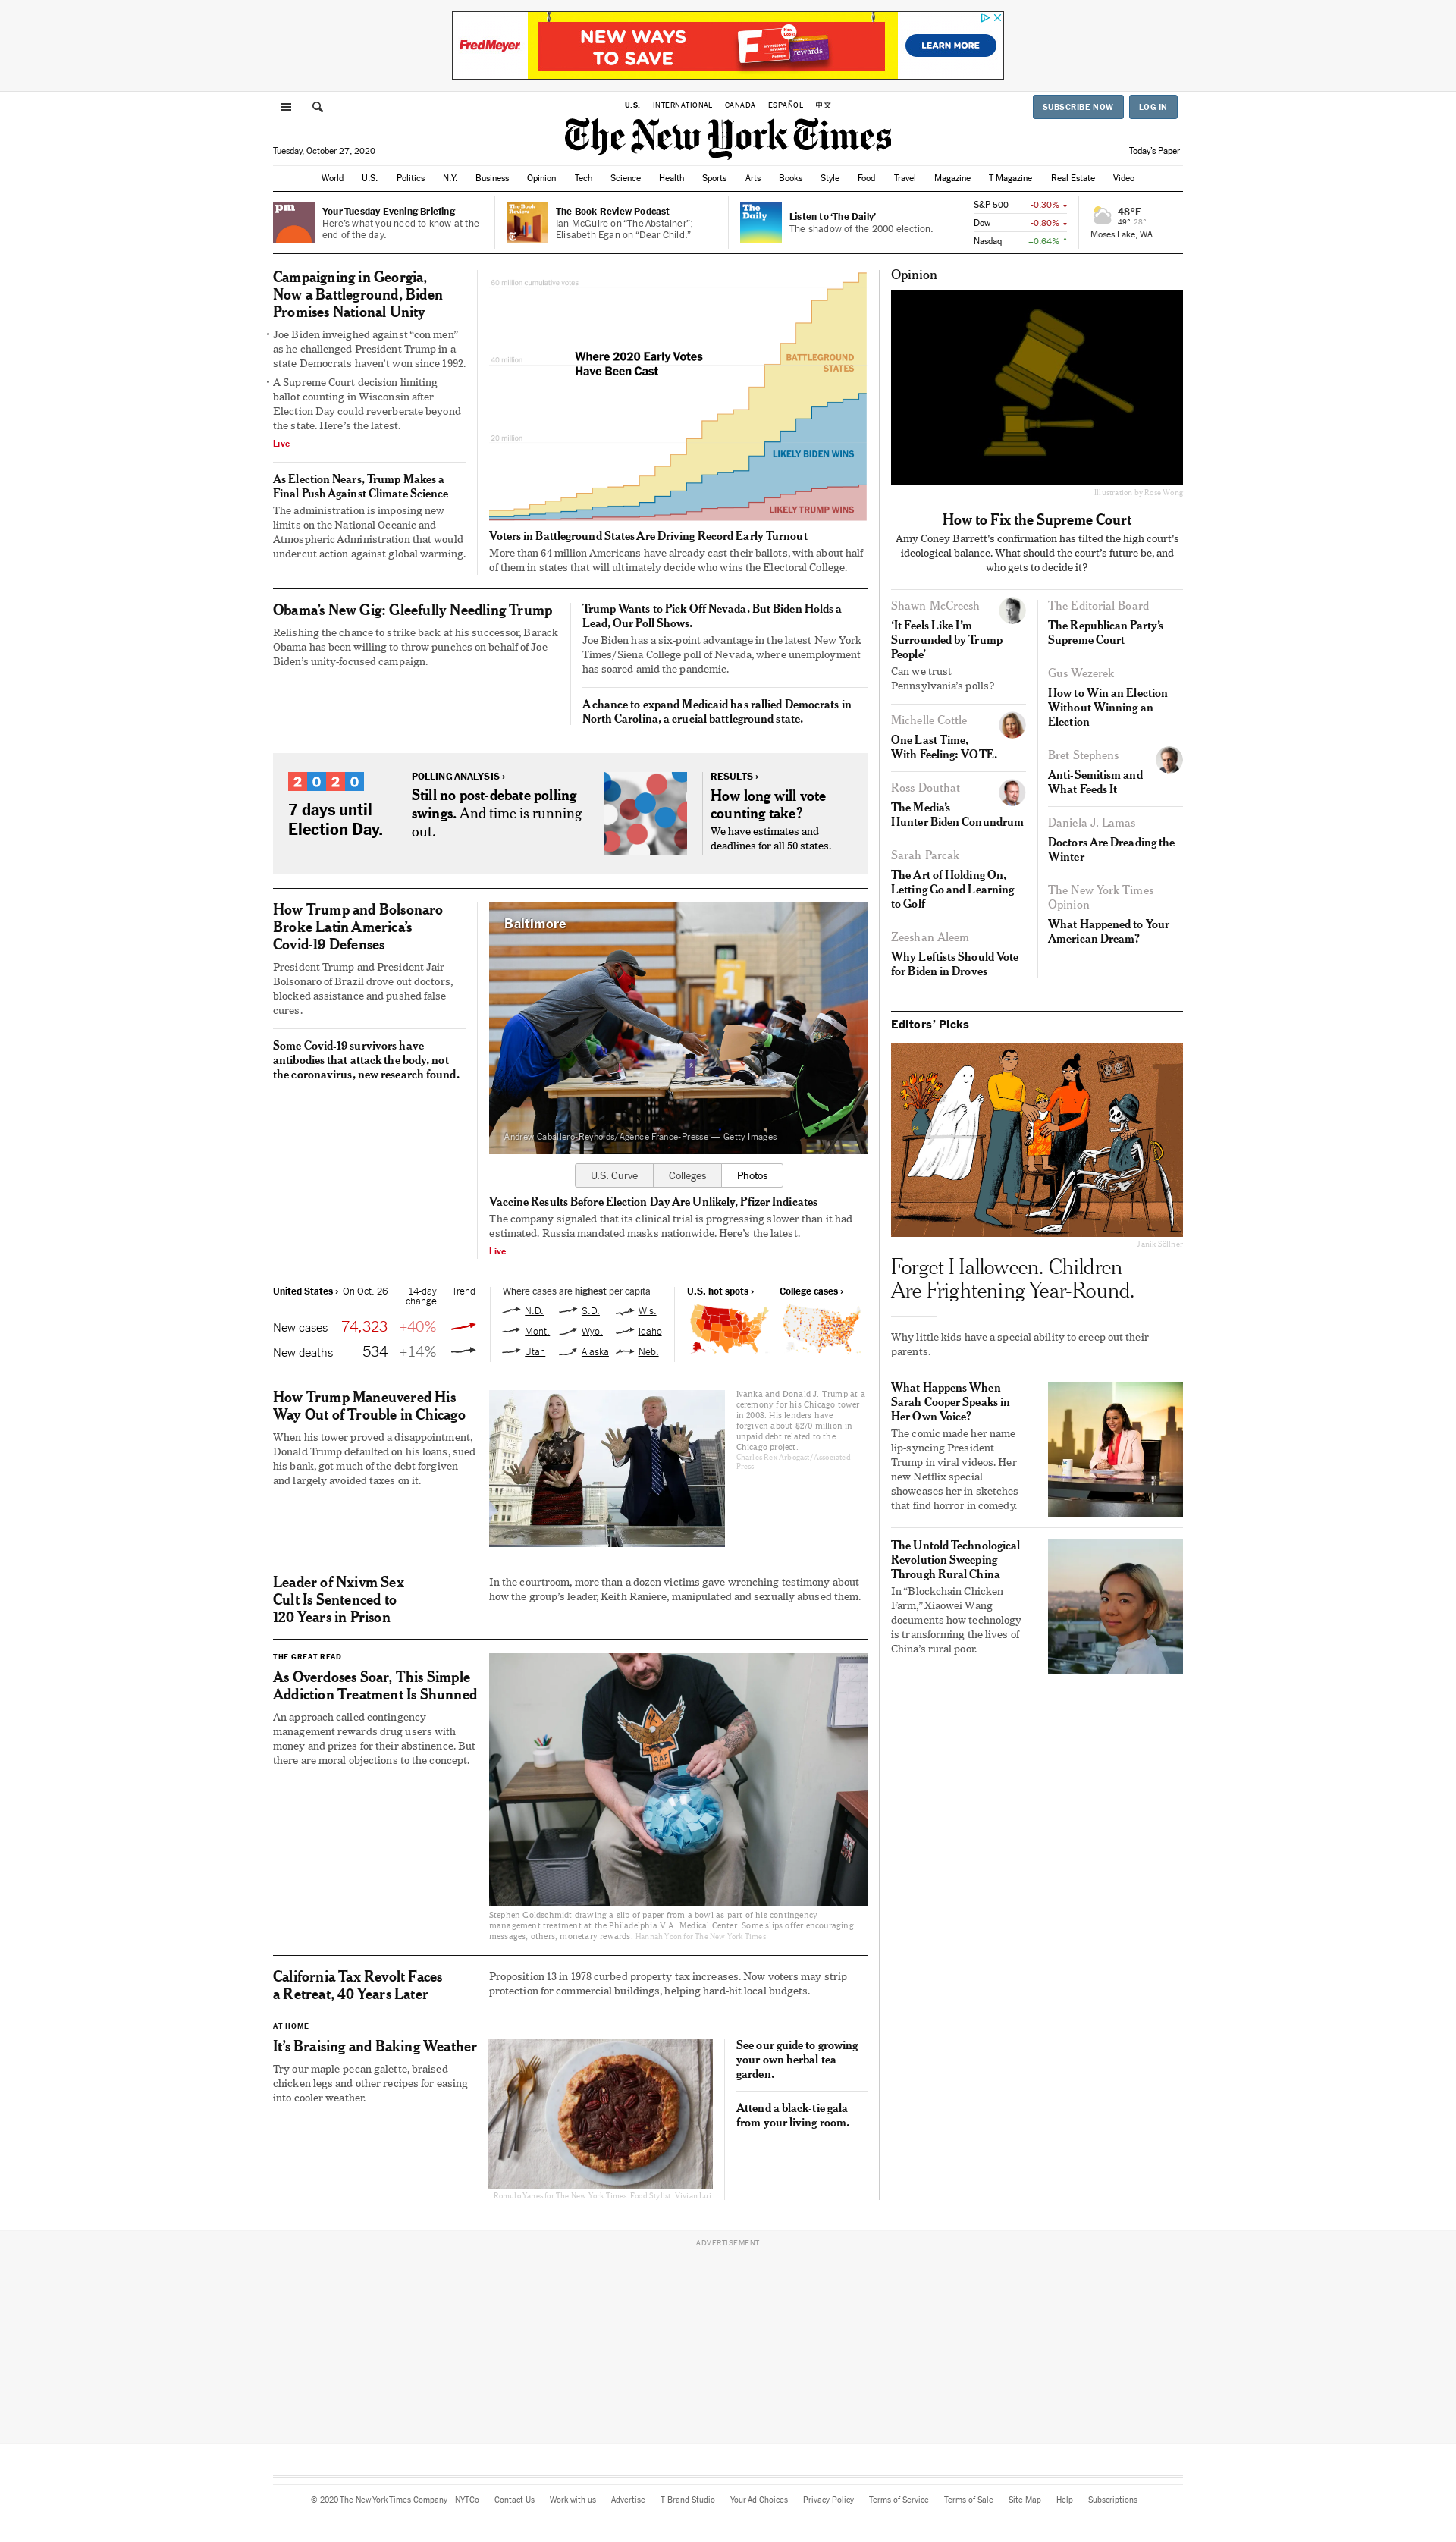 FredMeyer
NEW WAYS
TO SAVE
New Look!
rewards
LEARN MORE
U.S. INTERNATIONAL CANADA ESPAÑOL 中文
SUBSCRIBE NOW LOG IN
The New York Times
Tuesday, October 27, 2020
Today's Paper
World U.S. Politics N.Y. Business Opinion Tech Science Health Sports Arts Books Style Food Travel Magazine T Magazine Real Estate Video
pm
Your Tuesday Evening Briefing
Here's what you need to know at the
end of the day.
The Book
Review
The Book Review Podcast
Ian McGuire on “The Abstainer”;
Elisabeth Egan on “Dear Child.”
The
Daily
Listen to ‘The Daily’
The shadow of the 2000 election.
S&P 500 -0.30% ↓
Dow -0.80% ↓
Nasdaq +0.64% ↑
48°F
49° 28°
Moses Lake, WA
Campaigning in Georgia,
Now a Battleground, Biden
Promises National Unity
• Joe Biden inveighed against “con men”
as he challenged President Trump in a
state Democrats haven’t won since 1992.
• A Supreme Court decision limiting
ballot counting in Wisconsin after
Election Day could reverberate beyond
the state. Here’s the latest.
Live
As Election Nears, Trump Makes a
Final Push Against Climate Science
The administration is imposing new
limits on the National Oceanic and
Atmospheric Administration that would
undercut action against global warming.
60 million cumulative votes
40 million
20 million
Where 2020 Early Votes
Have Been Cast
BATTLEGROUND
STATES
LIKELY BIDEN WINS
LIKELY TRUMP WINS
Voters in Battleground States Are Driving Record Early Turnout
More than 64 million Americans have already cast their ballots, with about half
of them in states that will ultimately decide who wins the Electoral College.
Obama’s New Gig: Gleefully Needling Trump
Relishing the chance to strike back at his successor, Barack
Obama has been willing to throw punches on behalf of Joe
Biden’s unity-focused campaign.
Trump Wants to Pick Off Nevada. But Biden Holds a
Lead, Our Poll Shows.
Joe Biden has a six-point advantage in the latest New York
Times/Siena College poll of Nevada, where unemployment
has soared amid the pandemic.
A chance to expand Medicaid has rallied Democrats in
North Carolina, a crucial battleground state.
2020
7 days until
Election Day.
POLLING ANALYSIS ›
Still no post-debate polling
swings. And time is running
out.
RESULTS ›
How long will vote
counting take?
We have estimates and
deadlines for all 50 states.
How Trump and Bolsonaro
Broke Latin America’s
Covid-19 Defenses
President Trump and President Jair
Bolsonaro of Brazil drove out doctors,
blocked assistance and pushed false
cures.
Some Covid-19 survivors have
antibodies that attack the body, not
the coronavirus, new research found.
Baltimore
1
Andrew Caballero-Reynolds/Agence France-Presse — Getty Images
U.S. Curve Colleges Photos
Vaccine Results Before Election Day Are Unlikely, Pfizer Indicates
The company signaled that its clinical trial is progressing slower than it had
estimated. Russia mandated masks nationwide. Here’s the latest.
Live
United States › On Oct. 26 14-day
change Trend
New cases 74,323 +40%
New deaths 534 +14%
Where cases are highest per capita
N.D. S.D. Wis.
Mont. Wyo. Idaho
Utah Alaska Neb.
U.S. hot spots › College cases ›
How Trump Maneuvered His
Way Out of Trouble in Chicago
When his tower proved a disappointment,
Donald Trump defaulted on his loans, sued
his bank, got much of the debt forgiven —
and largely avoided taxes on it.
Ivanka and Donald J. Trump at a
ceremony for his Chicago tower
in 2008. His lenders have
forgiven about $270 million in
unpaid debt related to the
Chicago project.
Charles Rex Arbogast/Associated
Press
Leader of Nxivm Sex
Cult Is Sentenced to
120 Years in Prison
In the courtroom, more than a dozen victims gave wrenching testimony about
how the group’s leader, Keith Raniere, manipulated and sexually abused them.
THE GREAT READ
As Overdoses Soar, This Simple
Addiction Treatment Is Shunned
An approach called contingency
management rewards drug users with
money and prizes for their abstinence. But
there are moral objections to the concept.
Stephen Goldschmidt drawing a slip of paper from a bowl as part of his contingency
management treatment at the Philadelphia V.A. Medical Center. Some slips offer encouraging
messages; others, monetary rewards. Hannah Yoon for The New York Times
California Tax Revolt Faces
a Retreat, 40 Years Later
Proposition 13 in 1978 curbed property tax increases. Now voters may strip
protection for commercial buildings, helping hard-hit local budgets.
AT HOME
It’s Braising and Baking Weather
Try our maple-pecan galette, braised
chicken legs and other recipes for easing
into cooler weather.
Romulo Yanes for The New York Times. Food Stylist: Vivian Lui.
See our guide to growing
your own herbal tea
garden.
Attend a black-tie gala
from your living room.
Opinion
Illustration by Rose Wong
How to Fix the Supreme Court
Amy Coney Barrett’s confirmation has tilted the high court’s
ideological balance. What should the court’s future be, and
who gets to decide it?
Shawn McCreesh
‘It Feels Like I’m
Surrounded by Trump
People’
Can we trust
Pennsylvania’s polls?
Michelle Cottle
One Last Time,
With Feeling: VOTE.
Ross Douthat
The Media’s
Hunter Biden Conundrum
Sarah Parcak
The Art of Holding On,
Letting Go and Learning
to Golf
Zeeshan Aleem
Why Leftists Should Vote
for Biden in Droves
The Editorial Board
The Republican Party’s
Supreme Court
Gus Wezerek
How to Win an Election
Without Winning an
Election
Bret Stephens
Anti-Semitism and
What Feeds It
Daniela J. Lamas
Doctors Are Dreading the
Winter
The New York Times
Opinion
What Happened to Your
American Dream?
Editors’ Picks
Janik Söllner
Forget Halloween. Children
Are Frightening Year-Round.
Why little kids have a special ability to creep out their
parents.
What Happens When
Sarah Cooper Speaks in
Her Own Voice?
The comic made her name
lip-syncing President
Trump in viral videos. Her
new Netflix special
showcases her in sketches
that find horror in comedy.
The Untold Technological
Revolution Sweeping
Through Rural China
In “Blockchain Chicken
Farm,” Xiaowei Wang
documents how technology
is transforming the lives of
China’s rural poor.
ADVERTISEMENT
© 2020 The New York Times Company NYTCo Contact Us Work with us Advertise T Brand Studio Your Ad Choices Privacy Policy Terms of Service Terms of Sale Site Map Help Subscriptions